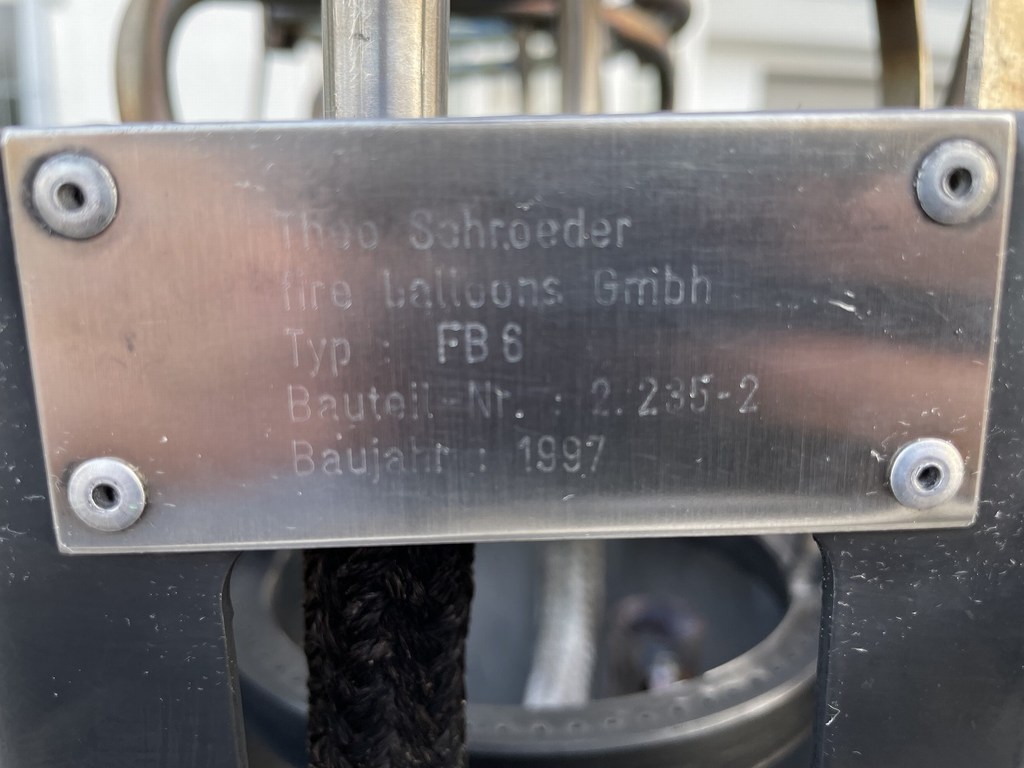 Theo Schroeder
fire balloons Gmbh
Typ : FB 6
Bauteil-Nr. : 2.235-2
Baujahr : 1997